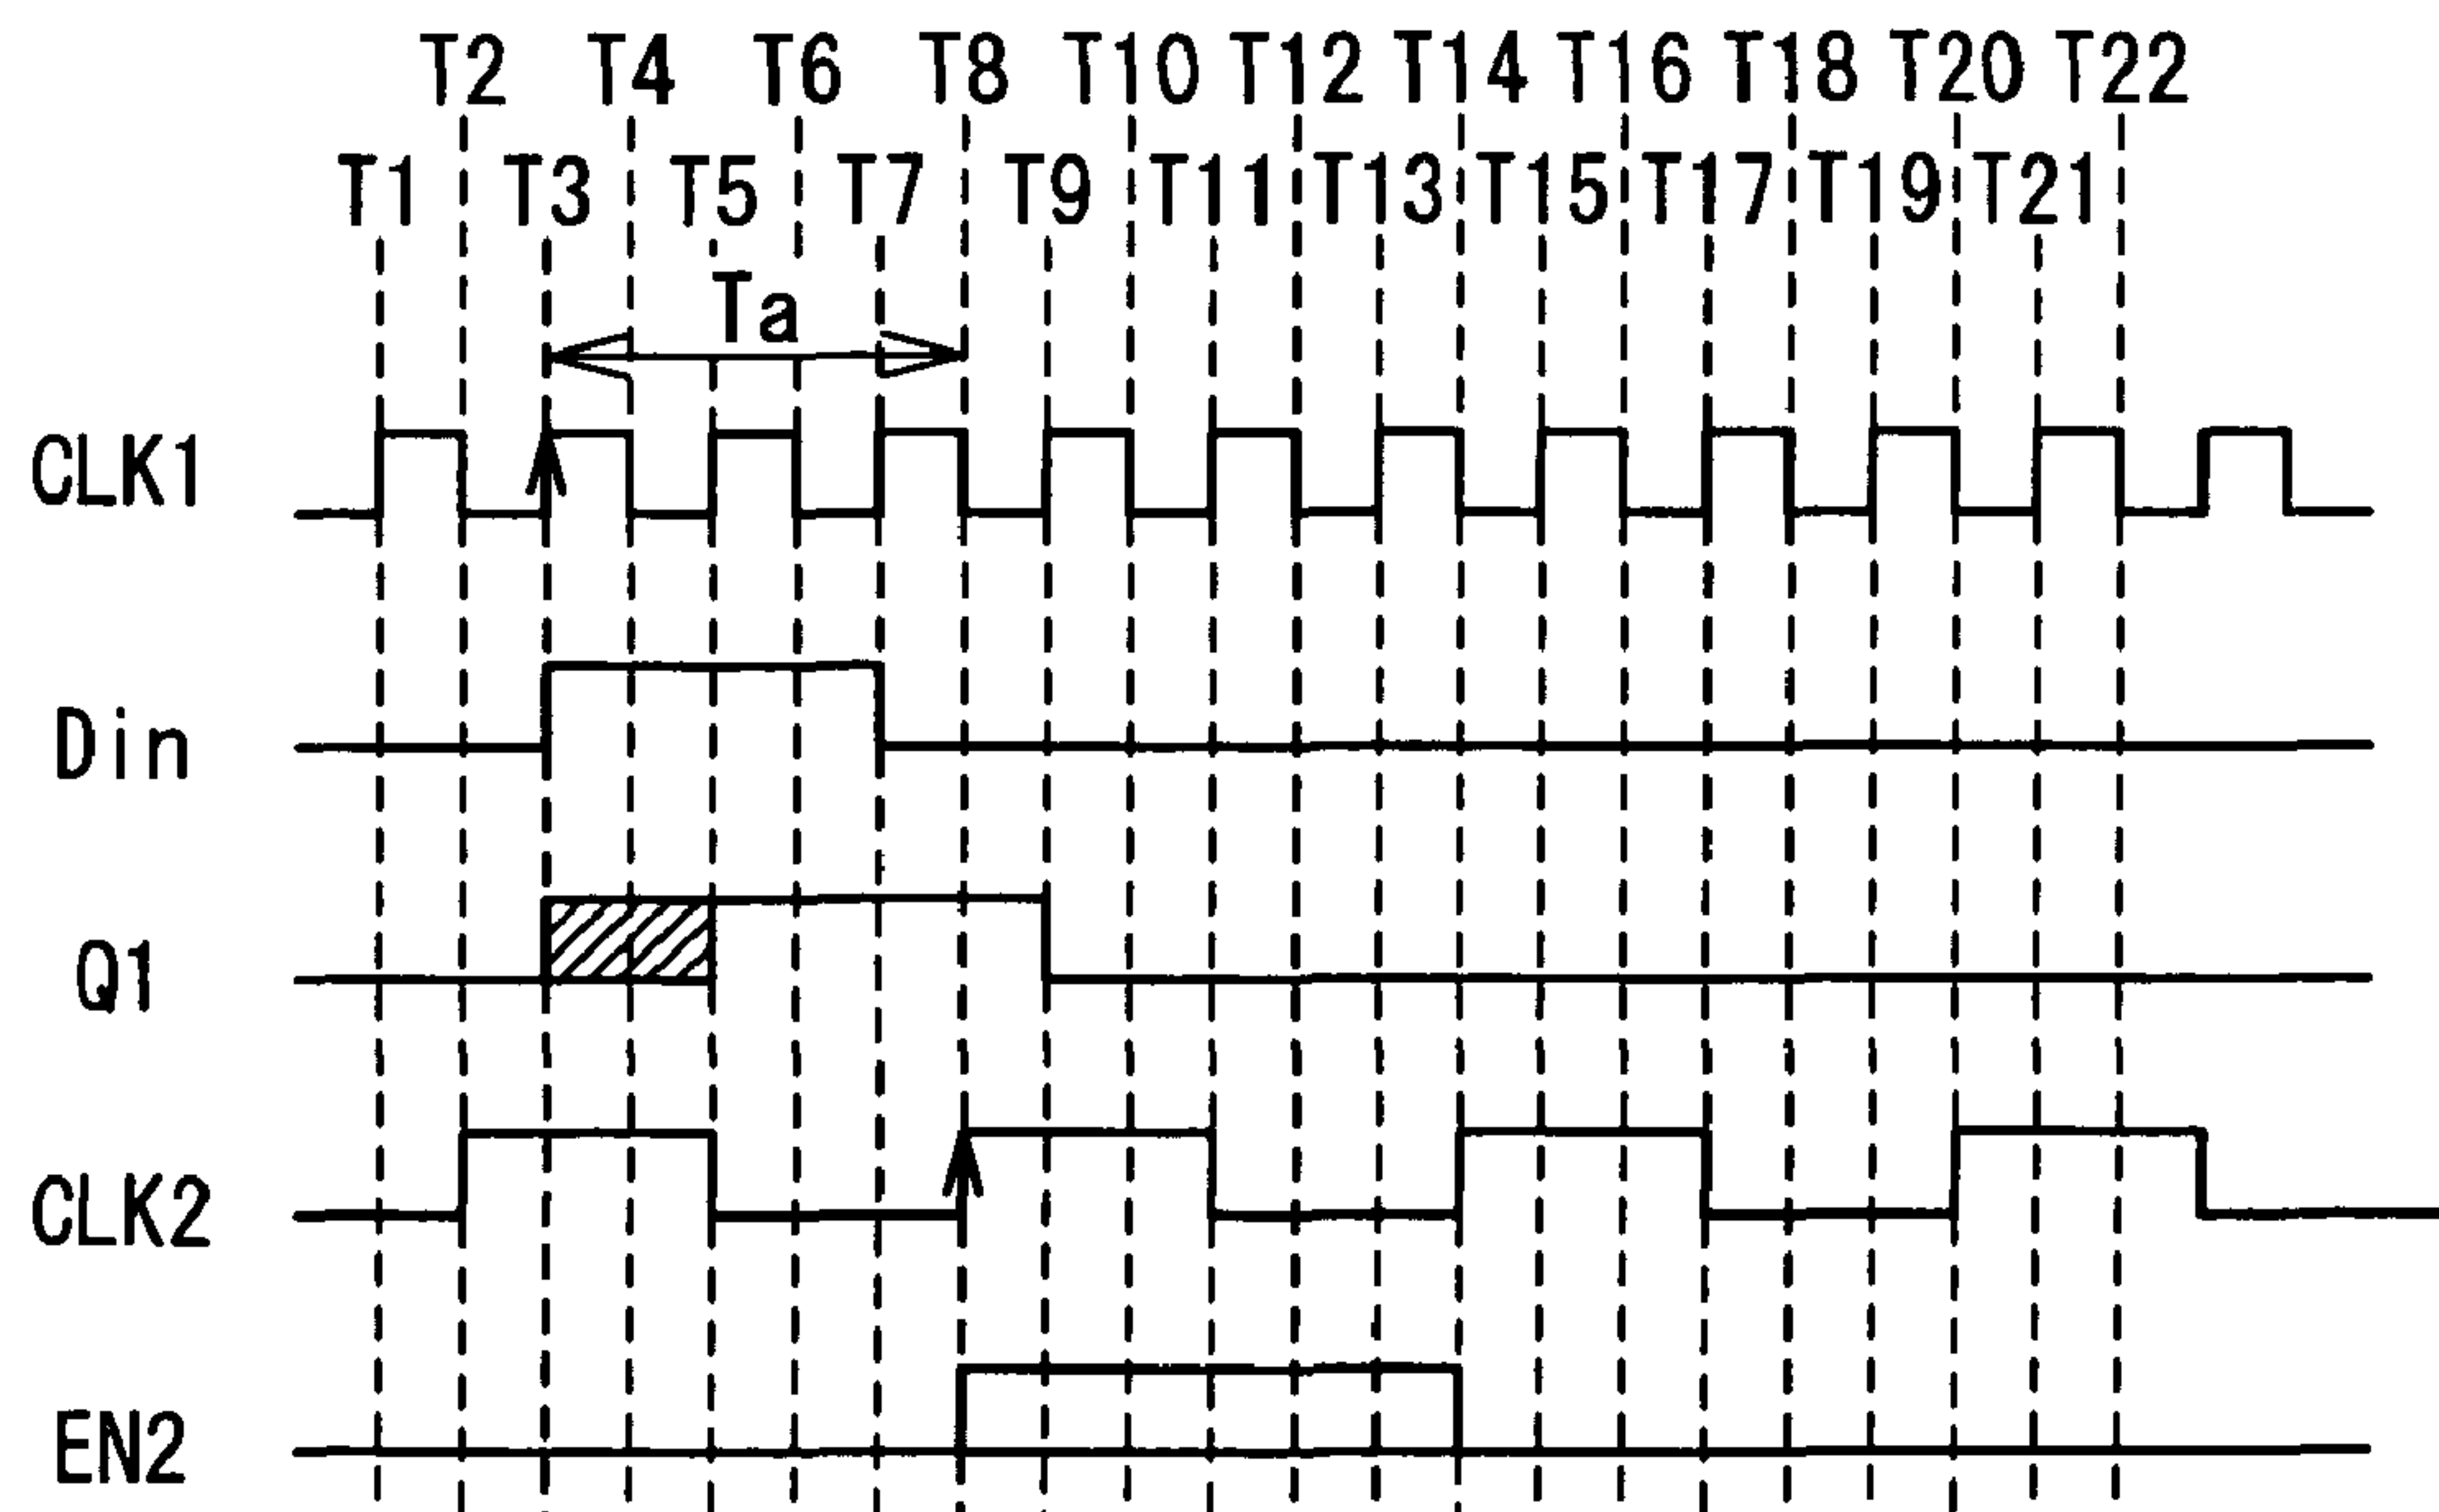 T2 T4 T6 T8 T10 T12 T14 T16 T18 T20 T22
T1 T3 T5 T7 T9 T11 T13 T15 T17 T19 T21
Ta
CLK1
Din
Q1
CLK2
EN2